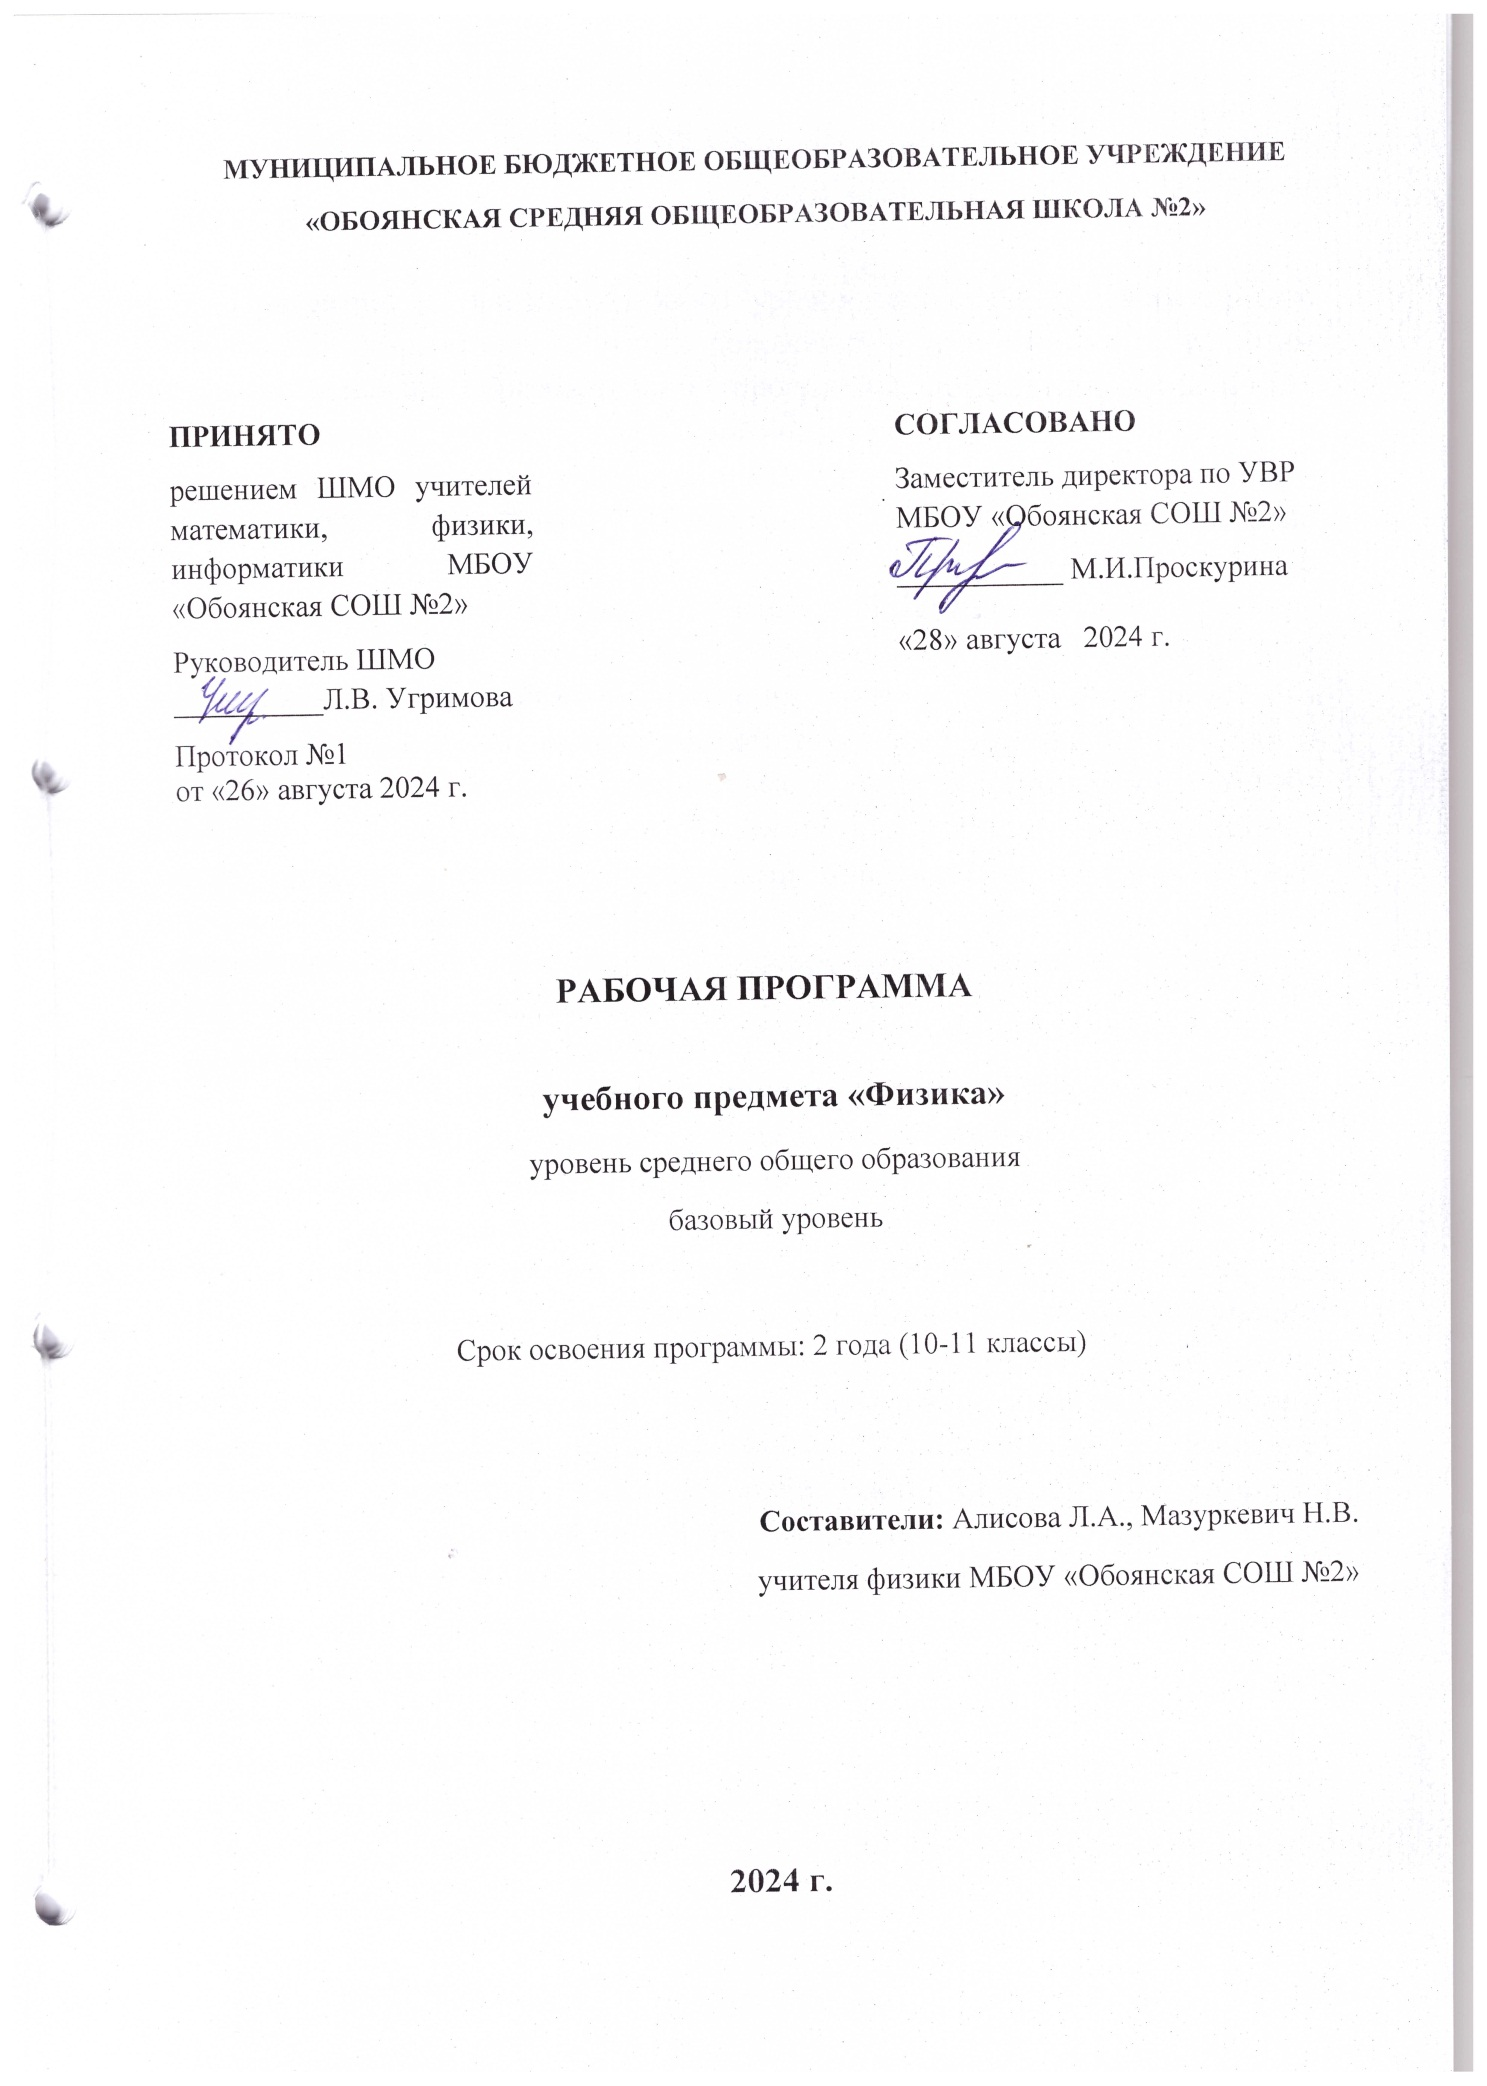 МУНИЦИПАЛЬНОЕ БЮДЖЕТНОЕ ОБЩЕОБРАЗОВАТЕЛЬНОЕ УЧРЕЖДЕНИЕ
«ОБОЯНСКАЯ СРЕДНЯЯ ОБЩЕОБРАЗОВАТЕЛЬНАЯ ШКОЛА №2»
ПРИНЯТО
решением ШМО учителей
математики, физики,
информатики МБОУ
«Обоянская СОШ №2»
Руководитель ШМО
Л.В. Угримова
Протокол №1
от «26» августа 2024 г.
СОГЛАСОВАНО
Заместитель директора по УВР
МБОУ «Обоянская СОШ №2»
М.И.Проскурина
«28» августа 2024 г.
РАБОЧАЯ ПРОГРАММА
учебного предмета «Физика»
уровень среднего общего образования
базовый уровень
Срок освоения программы: 2 года (10-11 классы)
Составители: Алисова Л.А., Мазуркевич Н.В.
учителя физики МБОУ «Обоянская СОШ №2»
2024 г.